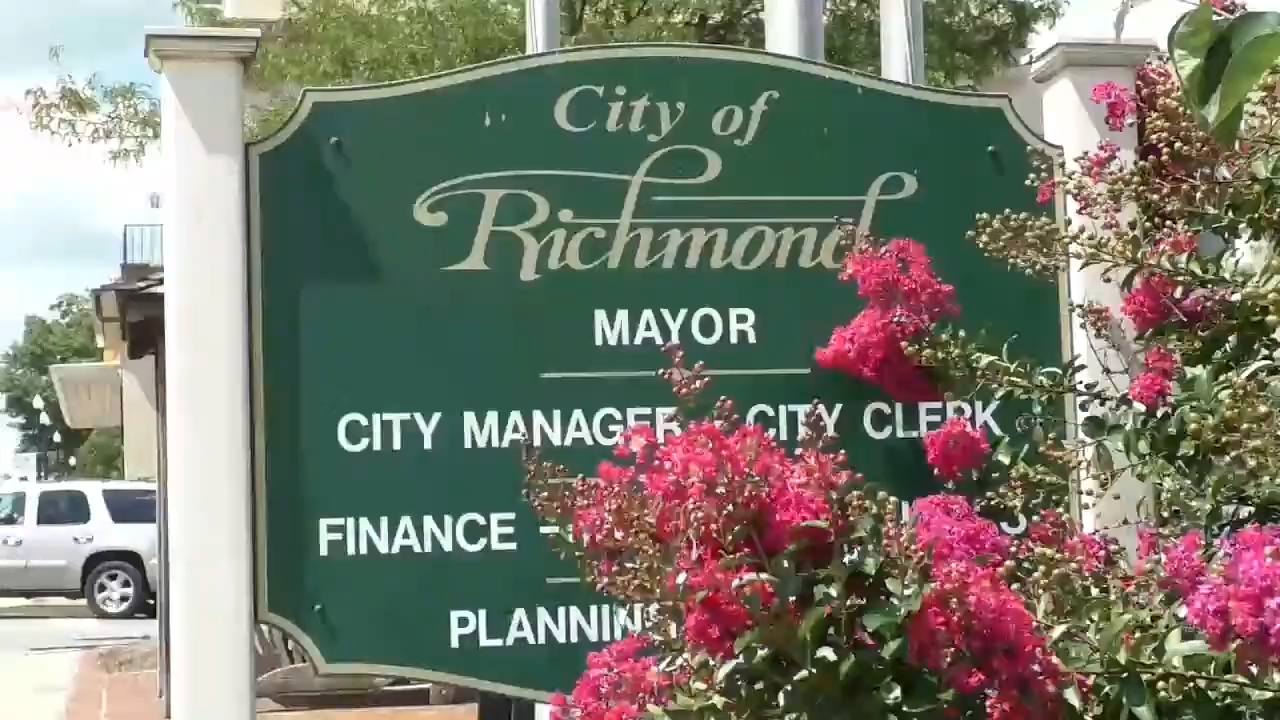 City of
Richmond
MAYOR
CITY MANAGER CITY CLERK
FINANCE -
PLANNING